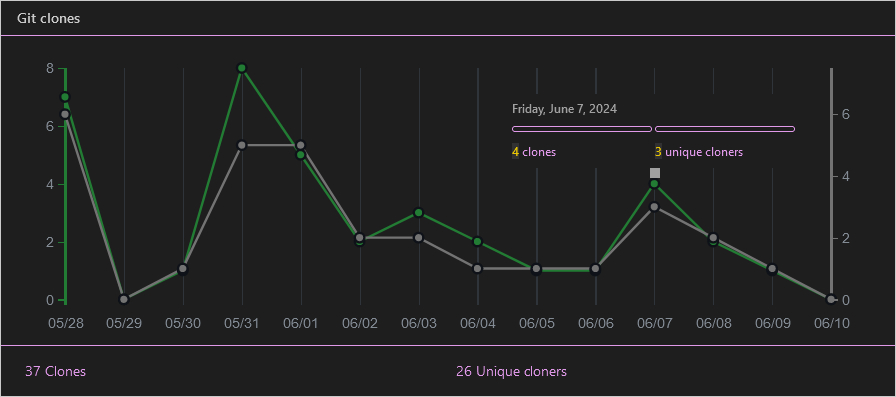 Git clones
8
6
4
2
0
6
4
2
0
Friday, June 7, 2024
4 clones
3 unique cloners
05/28 05/29 05/30 05/31 06/01 06/02 06/03 06/04 06/05 06/06 06/07 06/08 06/09 06/10
37 Clones
26 Unique cloners